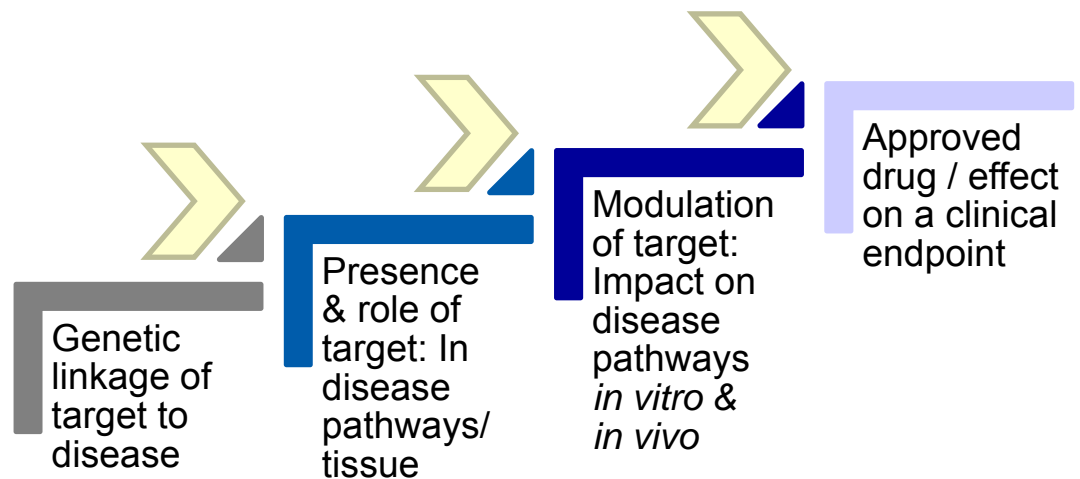 Genetic
linkage of
target to
disease
Presence
& role of
target: In
disease
pathways/
tissue
Modulation
of target:
Impact on
disease
pathways
in vitro &
in vivo
Approved
drug / effect
on a clinical
endpoint